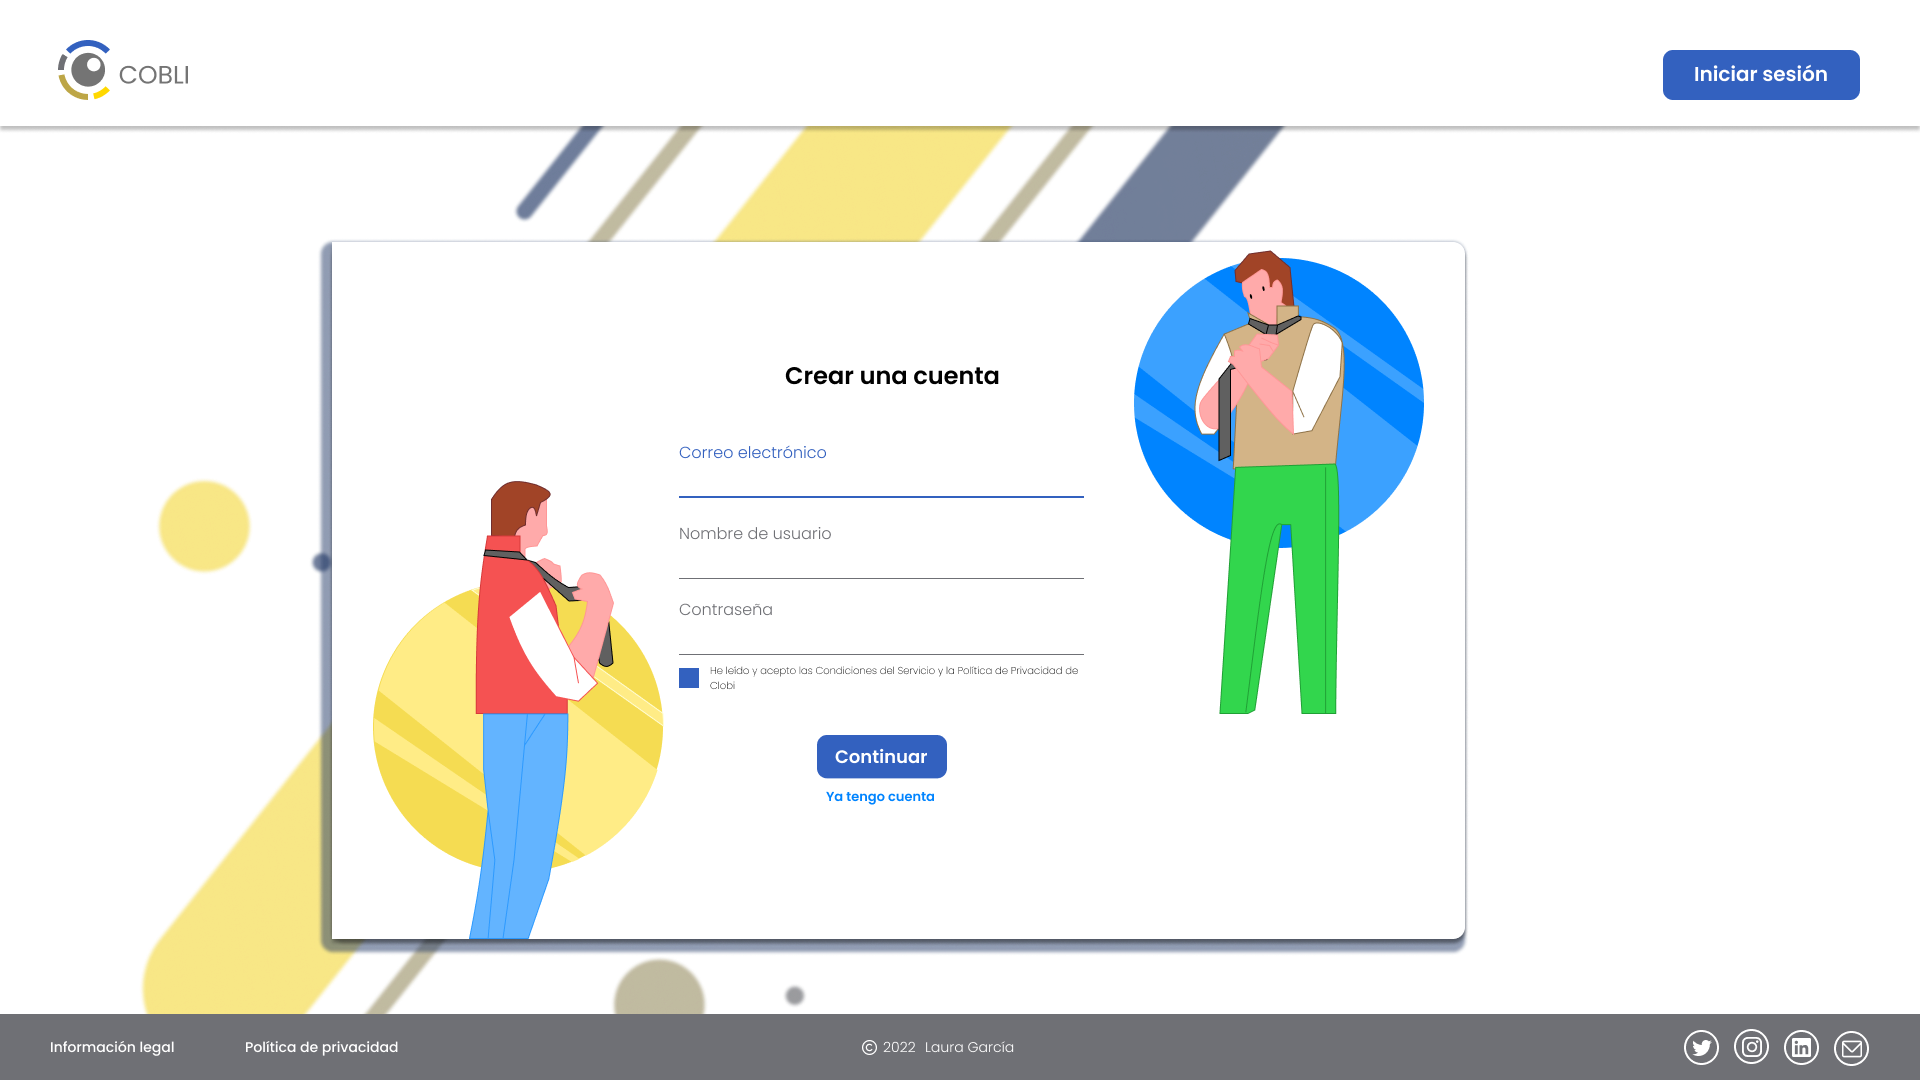 COBLI
Iniciar sesión
Crear una cuenta
Correo electrónico
Nombre de usuario
Contraseña
He leído y acepto las Condiciones del Servicio y la Política de Privacidad de
Clobi
Continuar
Ya tengo cuenta
Información legal
Política de privacidad
© 2022 Laura García